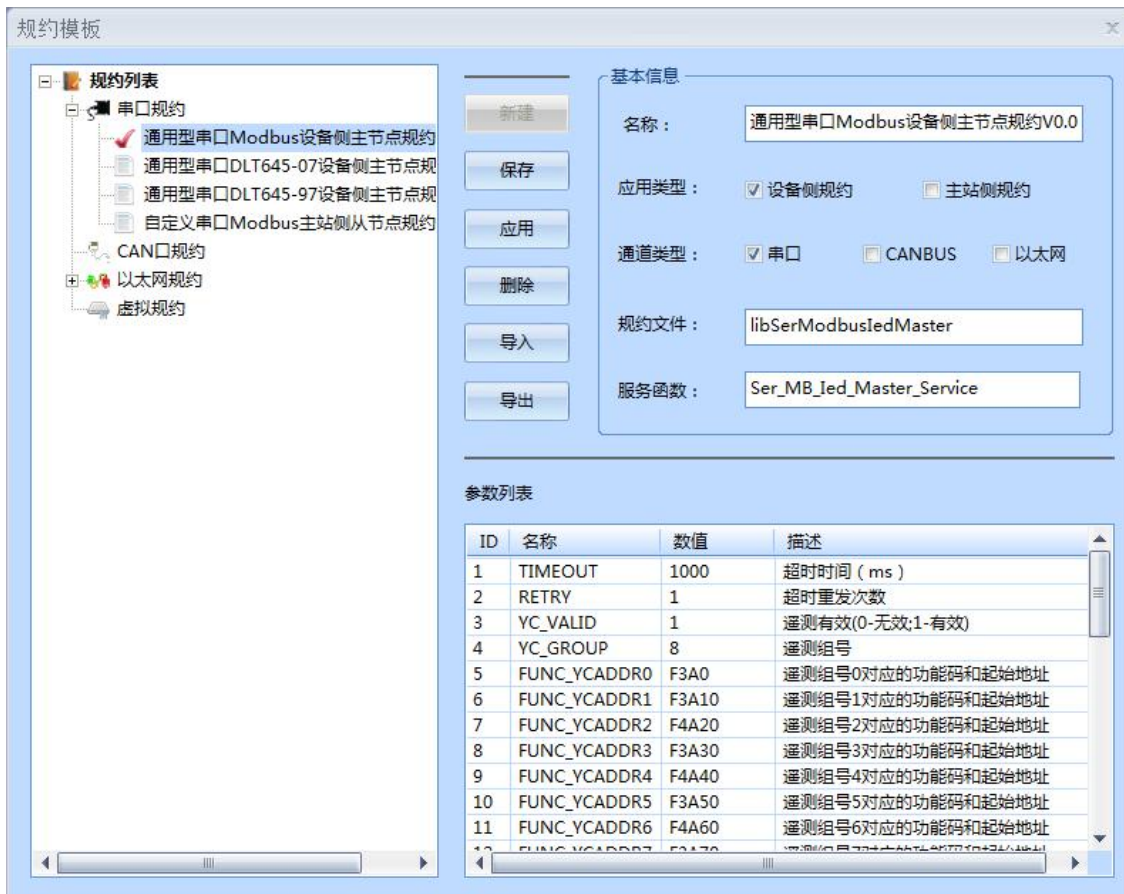 规约模板
规约列表
串口规约
通用型串口Modbus设备侧主节点规约
通用型串口DLT645-07设备侧主节点规
通用型串口DLT645-97设备侧主节点规
自定义串口Modbus主站侧从节点规约
CAN口规约
以太网规约
虚拟规约
新建
保存
应用
删除
导入
导出
基本信息
名称： 通用型串口Modbus设备侧主节点规约V0.0
应用类型： 设备侧规约 主站侧规约
通道类型： 串口 CANBUS 以太网
规约文件： libSerModbusIedMaster
服务函数： Ser_MB_Ied_Master_Service
参数列表
ID 名称 数值 描述
1 TIMEOUT 1000 超时时间（ms）
2 RETRY 1 超时重发次数
3 YC_VALID 1 遥测有效(0-无效;1-有效)
4 YC_GROUP 8 遥测组号
5 FUNC_YCADDR0 F3A0 遥测组号0对应的功能码和起始地址
6 FUNC_YCADDR1 F3A10 遥测组号1对应的功能码和起始地址
7 FUNC_YCADDR2 F4A20 遥测组号2对应的功能码和起始地址
8 FUNC_YCADDR3 F3A30 遥测组号3对应的功能码和起始地址
9 FUNC_YCADDR4 F4A40 遥测组号4对应的功能码和起始地址
10 FUNC_YCADDR5 F3A50 遥测组号5对应的功能码和起始地址
11 FUNC_YCADDR6 F4A60 遥测组号6对应的功能码和起始地址